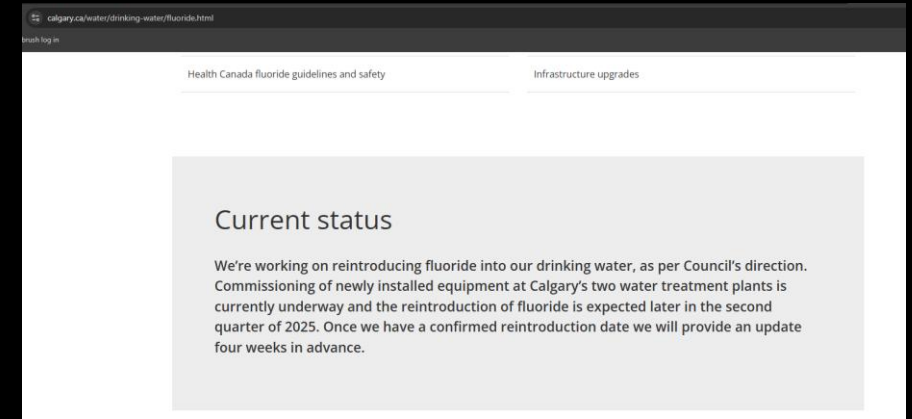 calgary.ca/water/drinking-water/fluoride.html
brush log in
Health Canada fluoride guidelines and safety
Infrastructure upgrades
Current status
We're working on reintroducing fluoride into our drinking water, as per Council's direction.
Commissioning of newly installed equipment at Calgary's two water treatment plants is
currently underway and the reintroduction of fluoride is expected later in the second
quarter of 2025. Once we have a confirmed reintroduction date we will provide an update
four weeks in advance.